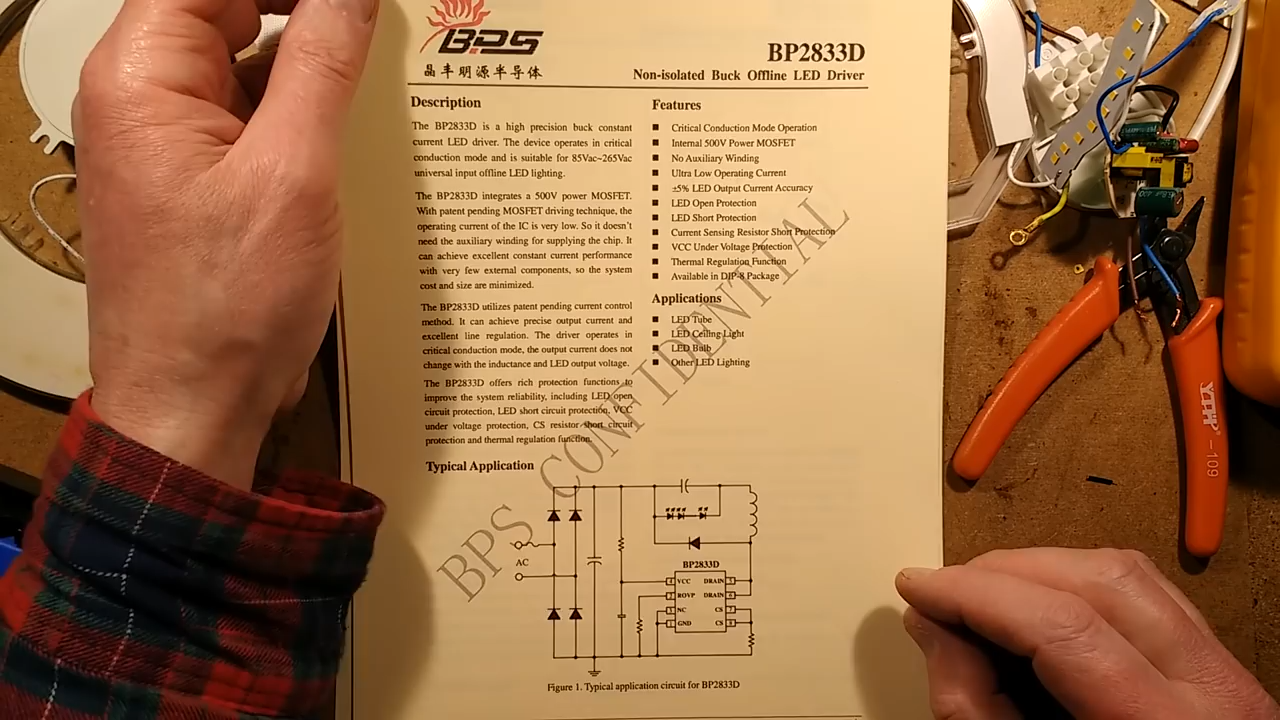 BPS
晶丰明源半导体
BP2833D
Non-isolated Buck Offline LED Driver
Description
The BP2833D is a high precision buck constant
current LED driver. The device operates in critical
conduction mode and is suitable for 85Vac~265Vac
universal input offline LED lighting.
The BP2833D integrates a 500V power MOSFET.
With patent pending MOSFET driving technique, the
operating current of the IC is very low. So it doesn't
need the auxiliary winding for supplying the chip. It
can achieve excellent constant current performance
with very few external components, so the system
cost and size are minimized.
The BP2833D utilizes patent pending current control
method. It can achieve precise output current and
excellent line regulation. The driver operates in
critical conduction mode, the output current does not
change with the inductance and LED output voltage.
The BP2833D offers rich protection functions to
improve the system reliability, including LED open
circuit protection, LED short circuit protection, VCC
under voltage protection, CS resistor short circuit
protection and thermal regulation function.
Features
■ Critical Conduction Mode Operation
■ Internal 500V Power MOSFET
■ No Auxiliary Winding
■ Ultra Low Operating Current
■ ±5% LED Output Current Accuracy
■ LED Open Protection
■ LED Short Protection
■ Current Sensing Resistor Short Protection
■ VCC Under Voltage Protection
■ Thermal Regulation Function
■ Available in DIP-8 Package
Applications
■ LED Tube
■ LED Ceiling Light
■ LED Bulb
■ Other LED Lighting
Typical Application
AC
BP2833D
4 VCC DRAIN 5
3 ROVP DRAIN 6
2 NC CS 7
1 GND CS 8
Figure 1. Typical application circuit for BP2833D
BPS CONFIDENTIAL
YTH -109